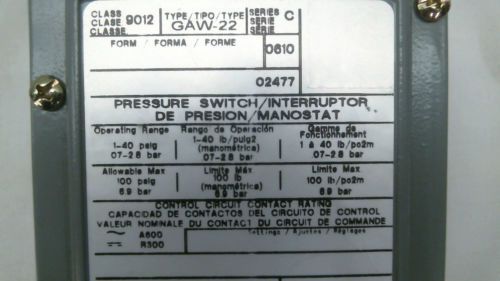 CLASS TYPE/TIPO/TYPE SERIES C
CLASE 9012 GAW-22 SERIE
CLASSE SÉRIE
FORM / FORMA / FORME 0610
02477
PRESSURE SWITCH/INTERRUPTOR
DE PRESION/MANOSTAT
Operating Range Rango de Operación Gamme de Fonctionnement
1-40 psig 1-40 lb/pulg2 1 à 40 lb/po2m
(manométrica)
07-28 bar 07-28 bar 07-28 bar
Allowable Max Limite Máx Limite Max
100 psig 100 lb 100 lb/po2m
(manométrica)
69 bar 69 bar 69 bar
CONTROL CIRCUIT CONTACT RATING
CAPACIDAD DE CONTACTOS DEL CIRCUITO DE CONTROL
VALEUR NOMINALE DU CONTACT DU CIRCUIT DE COMMANDE
A600 Settings / Ajustes / Réglages
R300